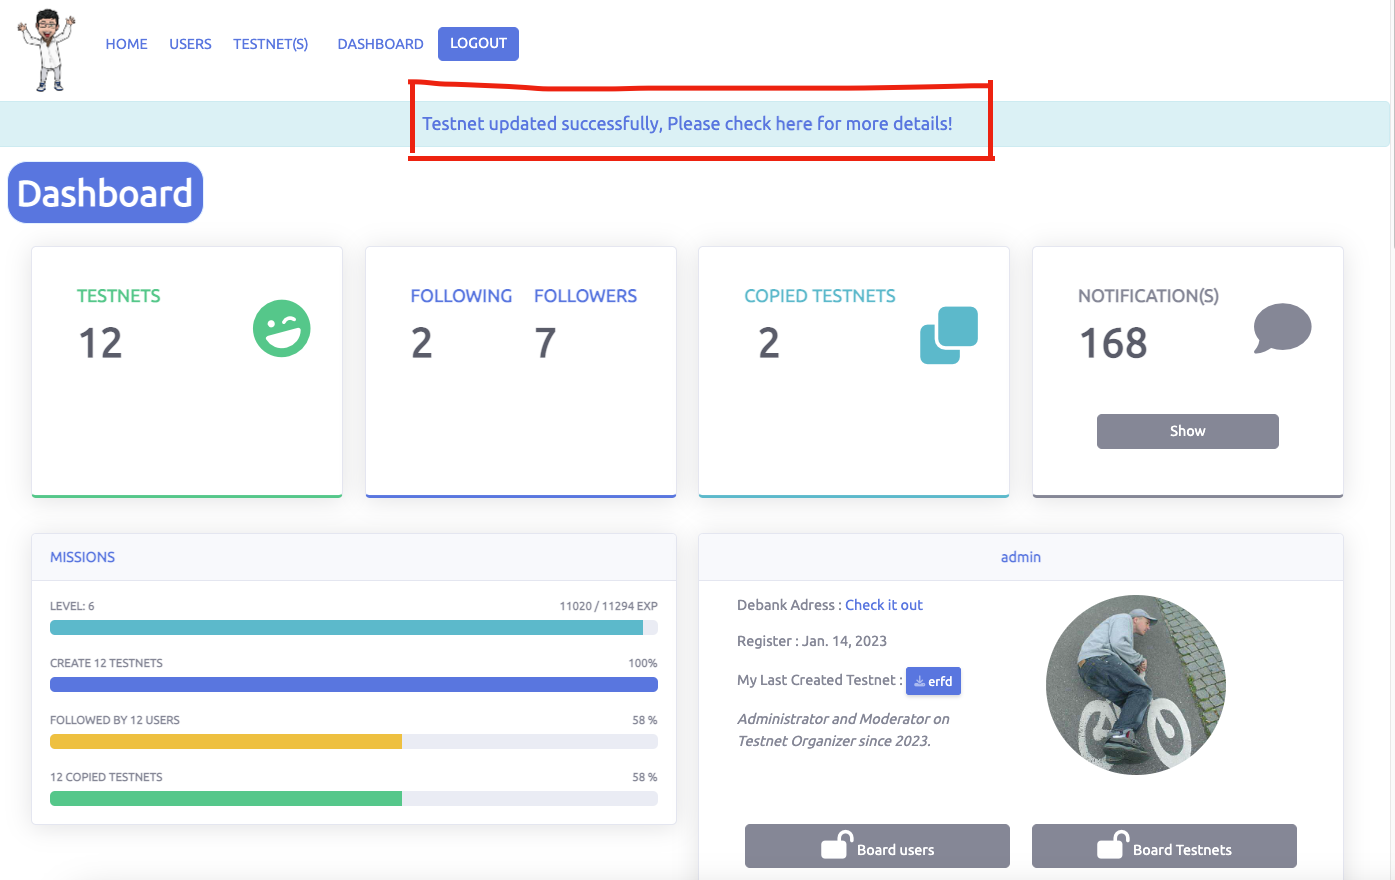 HOME USERS TESTNET(S) DASHBOARD LOGOUT
Testnet updated successfully, Please check here for more details!
Dashboard
TESTNETS
12
FOLLOWING FOLLOWERS
2 7
COPIED TESTNETS
2
NOTIFICATION(S)
168
Show
MISSIONS
LEVEL: 6 11020 / 11294 EXP
CREATE 12 TESTNETS 100%
FOLLOWED BY 12 USERS 58 %
12 COPIED TESTNETS 58 %
admin
Debank Adress : Check it out
Register : Jan. 14, 2023
My Last Created Testnet : erfd
Administrator and Moderator on
Testnet Organizer since 2023.
Board users Board Testnets